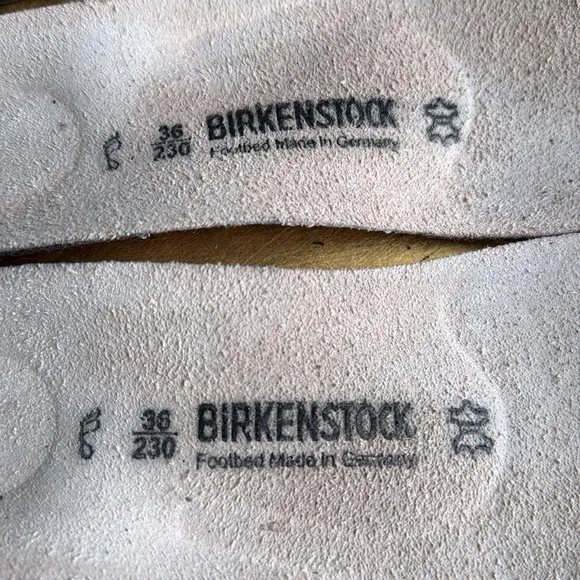 36
230
BIRKENSTOCK
Footbed Made in Germany
36
230
BIRKENSTOCK
Footbed Made in Germany